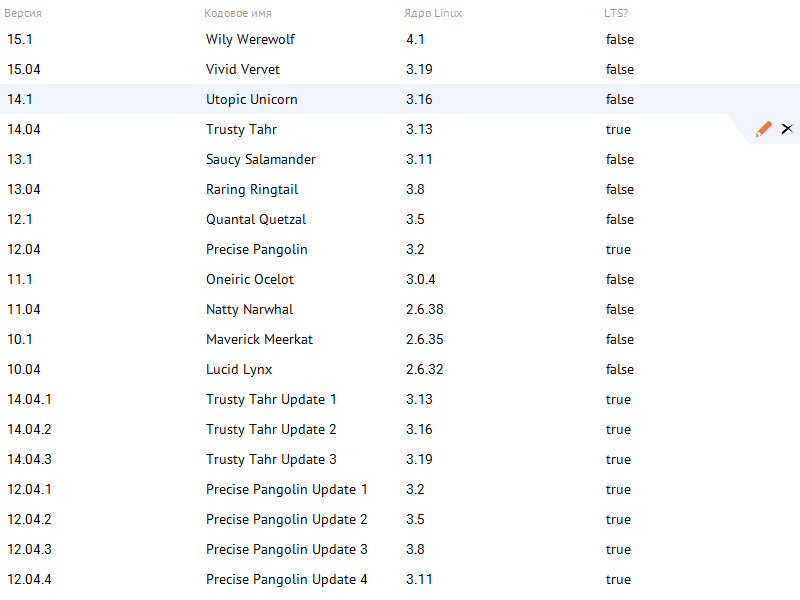 Версия Кодовое имя Ядро Linux LTS?
15.1 Wily Werewolf 4.1 false
15.04 Vivid Vervet 3.19 false
14.1 Utopic Unicorn 3.16 false
14.04 Trusty Tahr 3.13 true
13.1 Saucy Salamander 3.11 false
13.04 Raring Ringtail 3.8 false
12.1 Quantal Quetzal 3.5 false
12.04 Precise Pangolin 3.2 true
11.1 Oneiric Ocelot 3.0.4 false
11.04 Natty Narwhal 2.6.38 false
10.1 Maverick Meerkat 2.6.35 false
10.04 Lucid Lynx 2.6.32 false
14.04.1 Trusty Tahr Update 1 3.13 true
14.04.2 Trusty Tahr Update 2 3.16 true
14.04.3 Trusty Tahr Update 3 3.19 true
12.04.1 Precise Pangolin Update 1 3.2 true
12.04.2 Precise Pangolin Update 2 3.5 true
12.04.3 Precise Pangolin Update 3 3.8 true
12.04.4 Precise Pangolin Update 4 3.11 true